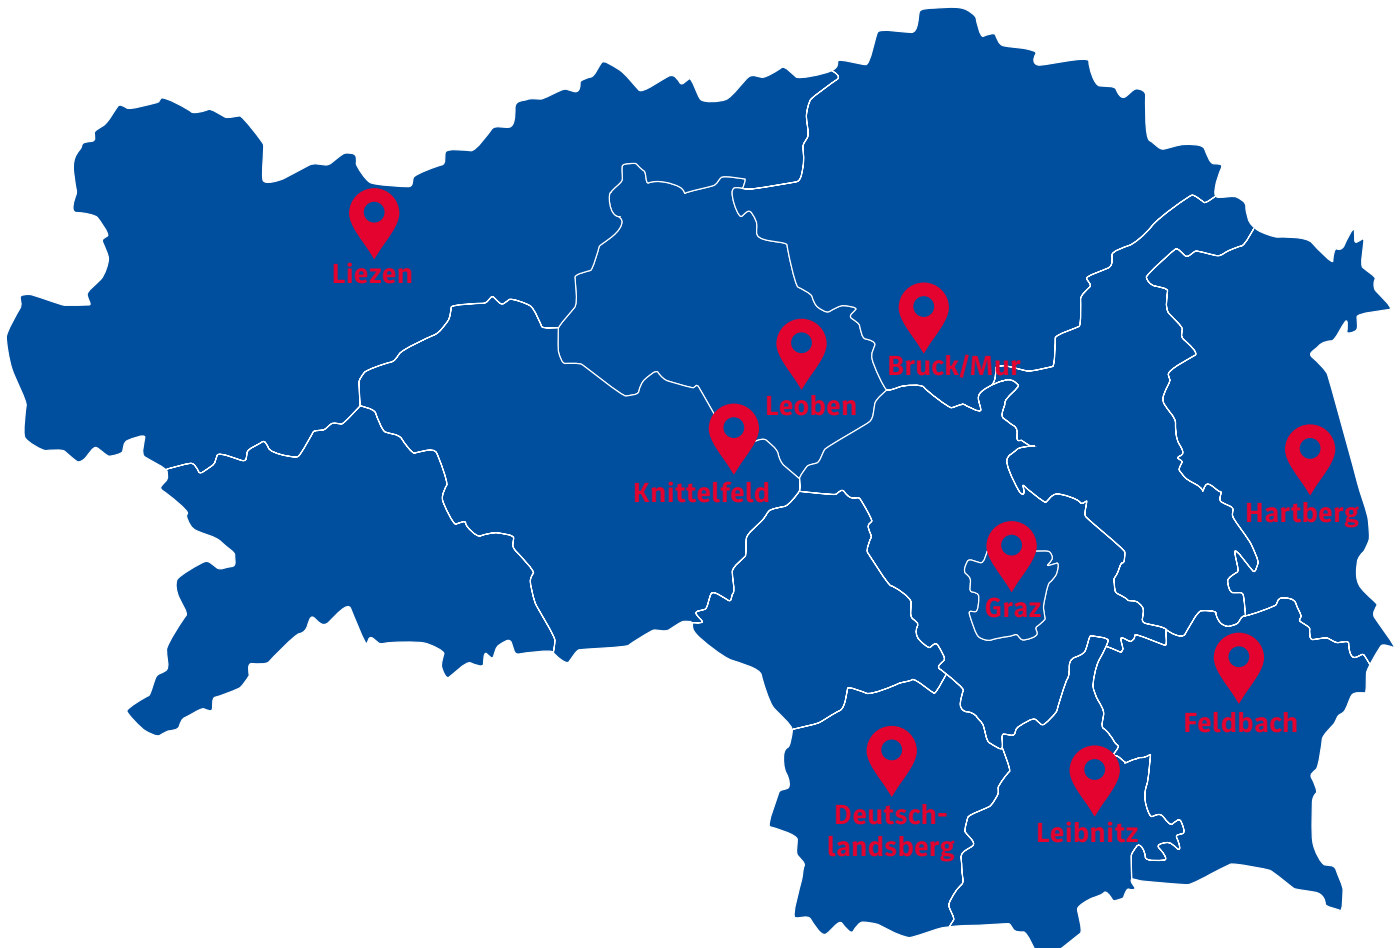 Liezen
Bruck/Mur
Leoben
Knittelfeld
Hartberg
Graz
Feldbach
Deutsch-
landsberg
Leibnitz